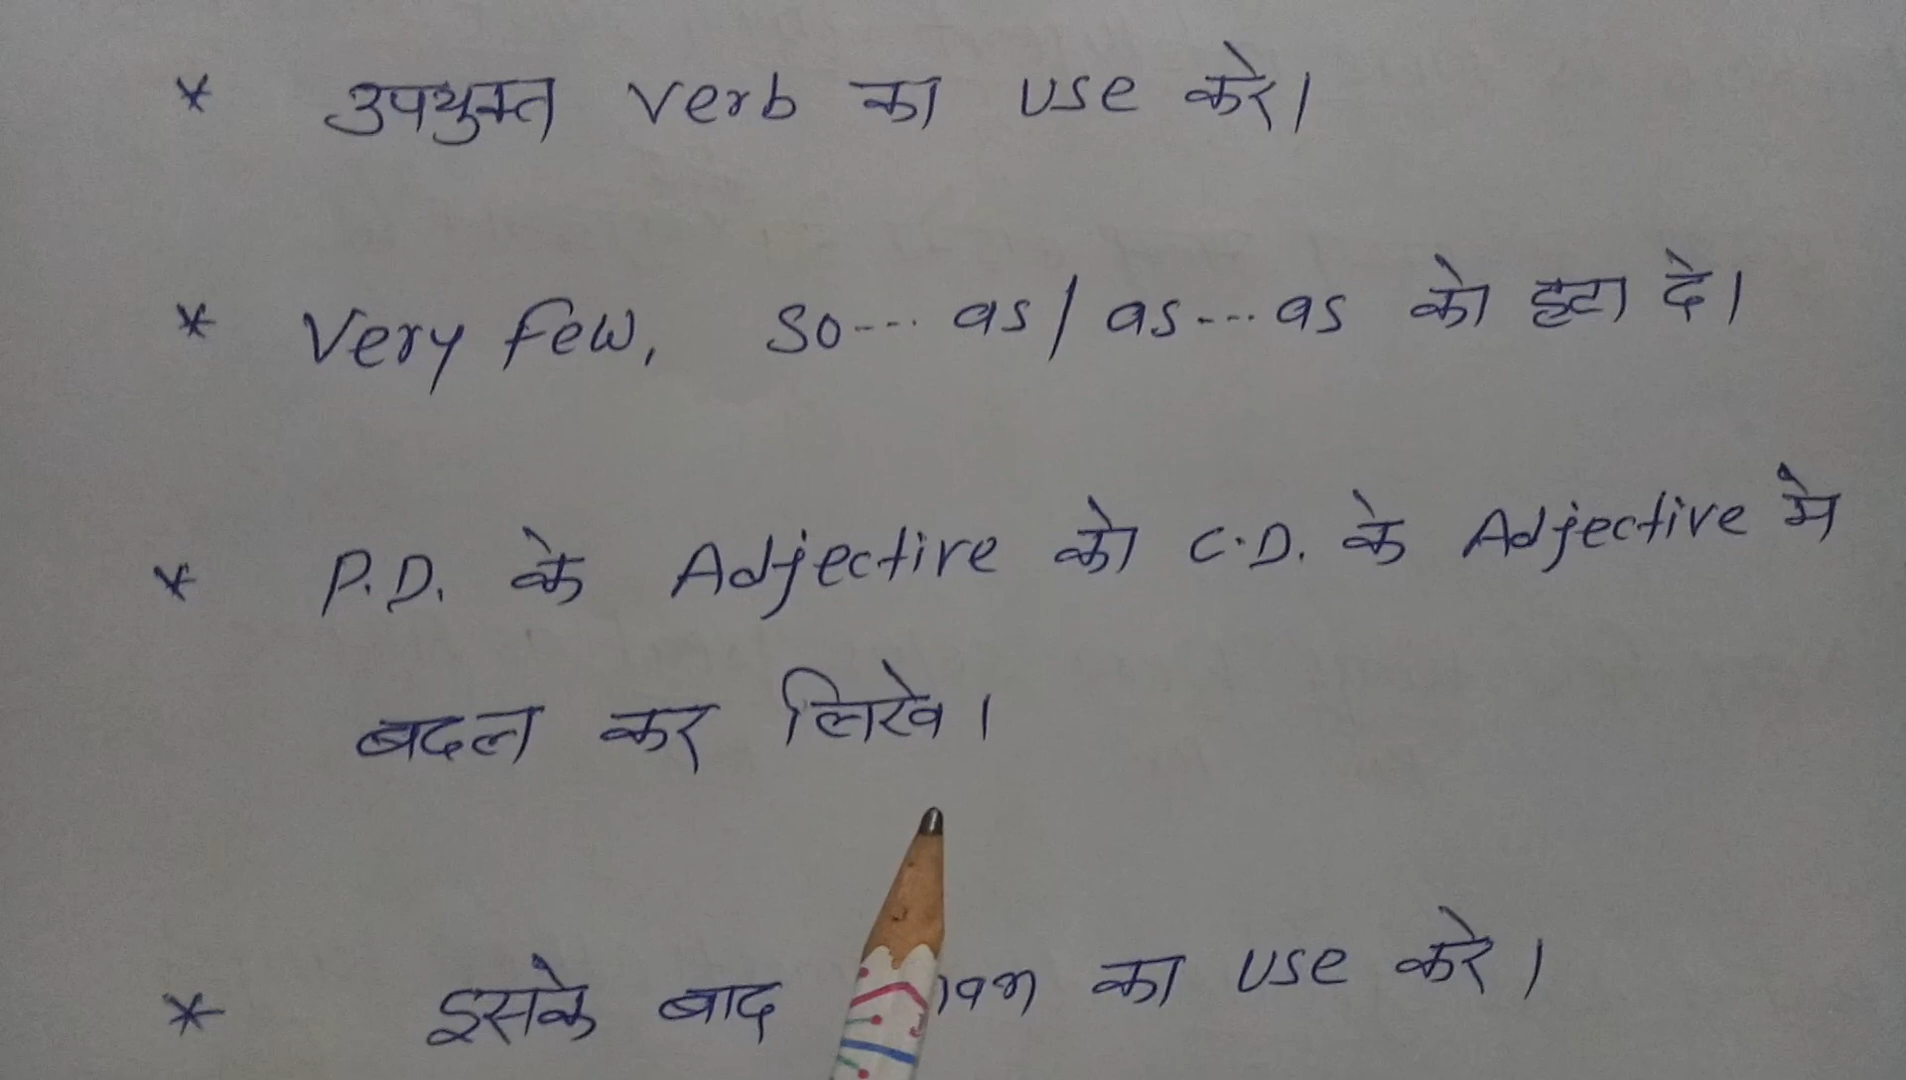 * उपयुक्त verb का use करे।
* Very few, so--- as / as--- as को हटा दे।
* P.D. के Adjective को C.D. के Adjective मे
बदल कर लिखे।
* इसके बाद का use करे।